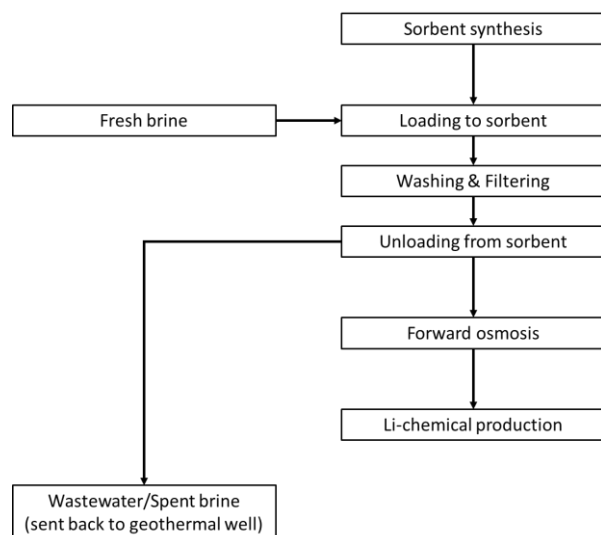 Sorbent synthesis
Fresh brine
Loading to sorbent
Washing & Filtering
Unloading from sorbent
Forward osmosis
Li-chemical production
Wastewater/Spent brine
(sent back to geothermal well)